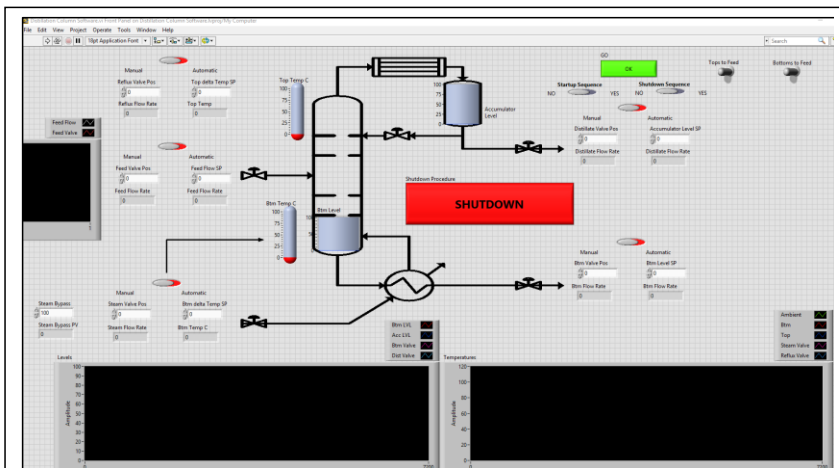 Distillation Column Software.vi Front Panel on Distillation Column Software.lvproj/My Computer
File Edit View Project Operate Tools Window Help
18pt Application Font
Search
GO
OK
Tops to Feed
Bottoms to Feed
Startup Sequence
NO
YES
Shutdown Sequence
NO
YES
Manual
Automatic
Reflux Valve Pos
0
Top delta Temp SP
0
Reflux Flow Rate
0
Top Temp
0
Top Temp C
100
75
50
25
0
100
75
50
25
0
Accumulator
Level
Manual
Automatic
Distillate Valve Pos
0
Accumulator Level SP
0
Distillate Flow Rate
0
Distillate Flow Rate
0
Feed Flow
Feed Valve
Manual
Automatic
Feed Valve Pos
0
Feed Flow SP
0
Feed Flow Rate
0
Feed Flow Rate
0
Shutdown Procedure
SHUTDOWN
Btm Temp C
100
75
50
25
0
Btm Level
100
50
0
Manual
Automatic
Btm Valve Pos
0
Btm Level SP
0
Btm Flow Rate
0
Btm Flow Rate
0
Manual
Automatic
Steam Bypass
100
Steam Valve Pos
0
Btm delta Temp SP
0
Steam Bypass PV
0
Steam Flow Rate
0
Btm Temp C
0
Btm LVL
Acc LVL
Btm Valve
Dist Valve
Ambient
Btm
Top
Steam Valve
Reflux Valve
Levels
Amplitude
100
90
80
70
60
50
40
30
20
10
0
0
Temperatures
Amplitude
120
100
80
60
40
20
0
0